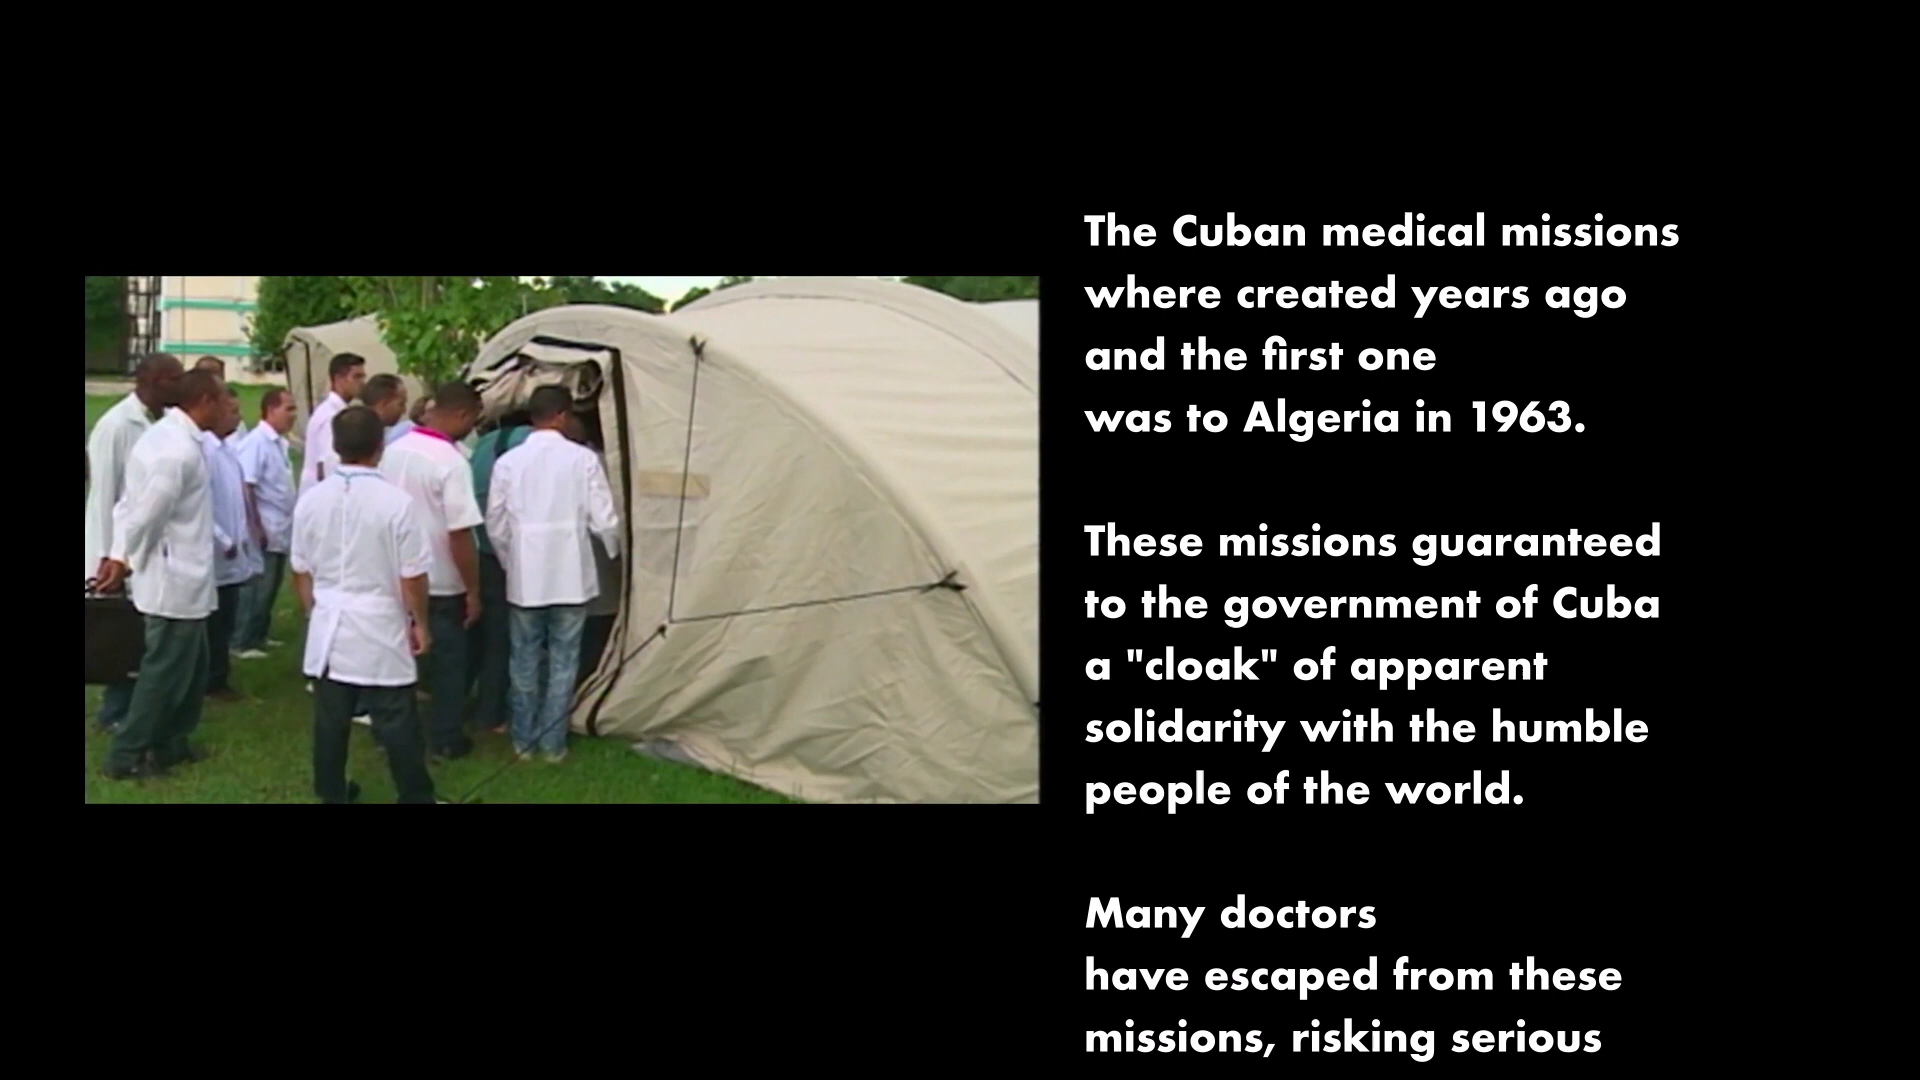 The Cuban medical missions
where created years ago
and the first one
was to Algeria in 1963.
These missions guaranteed
to the government of Cuba
a "cloak" of apparent
solidarity with the humble
people of the world.
Many doctors
have escaped from these
missions, risking serious